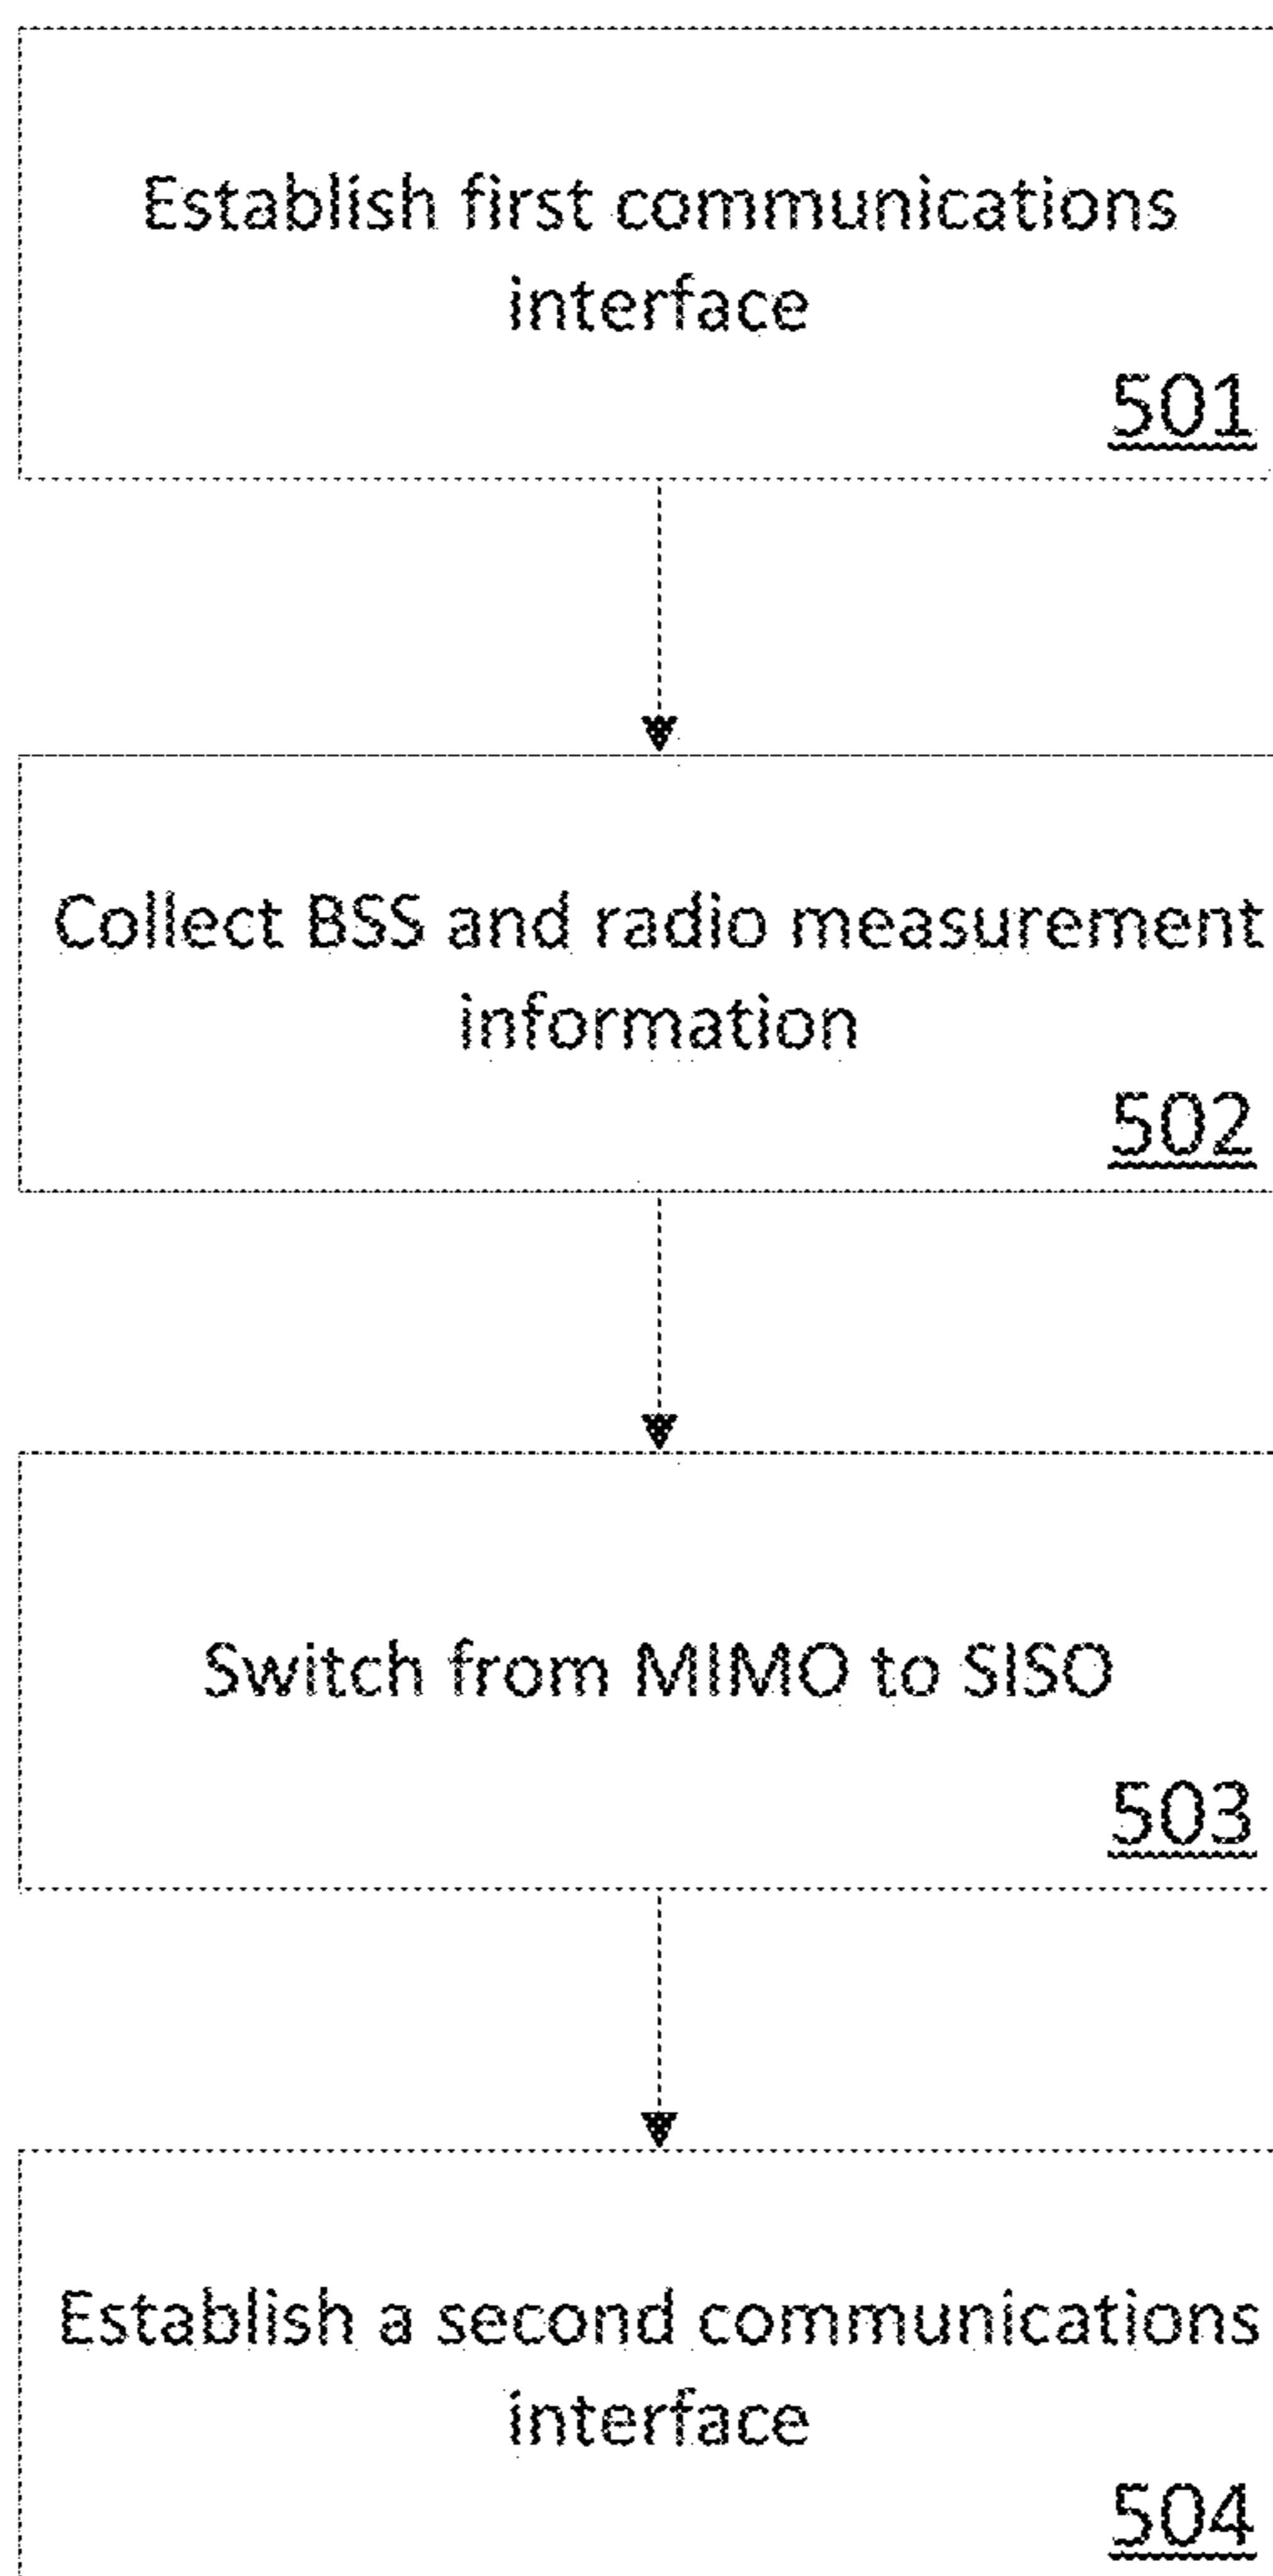 Establish first communications
interface
501
Collect BSS and radio measurement
information
502
Switch from MIMO to SISO
503
Establish a second communications
interface
504